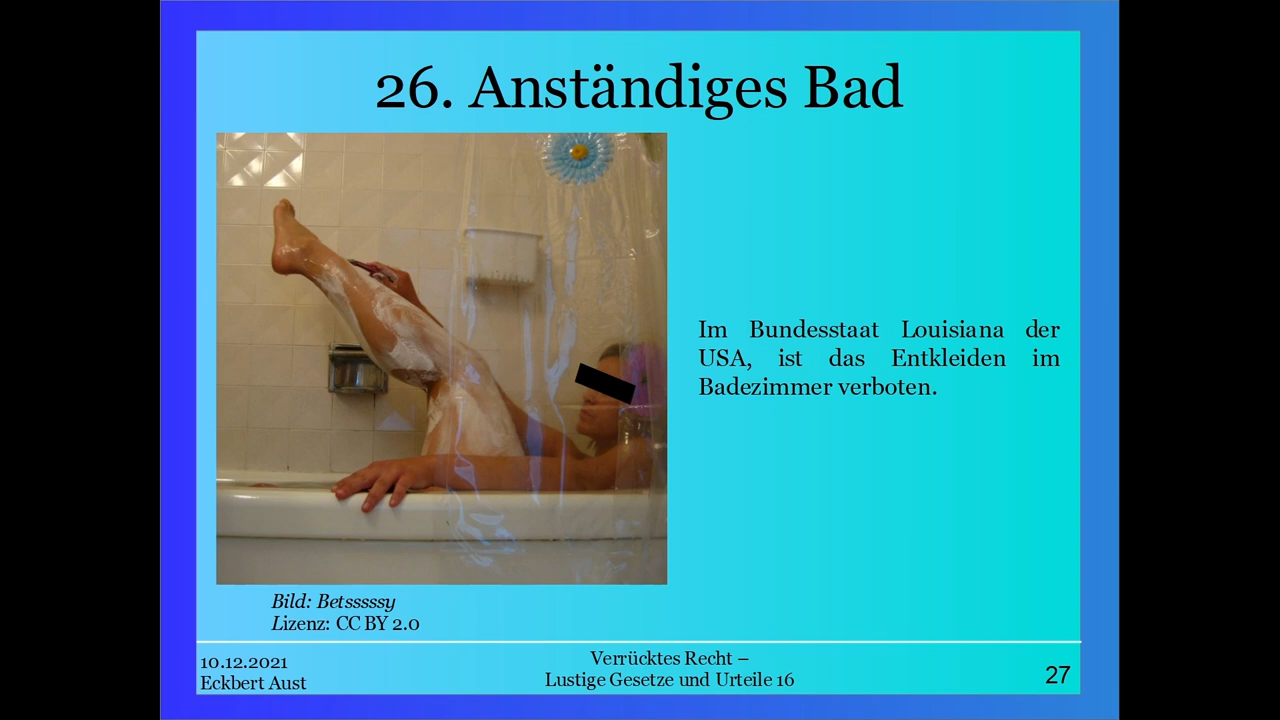 26. Anständiges Bad
Im Bundesstaat Louisiana der
USA, ist das Entkleiden im
Badezimmer verboten.
Bild: Betsssssy
Lizenz: CC BY 2.0
10.12.2021
Eckbert Aust
Verrücktes Recht –
Lustige Gesetze und Urteile 16
27